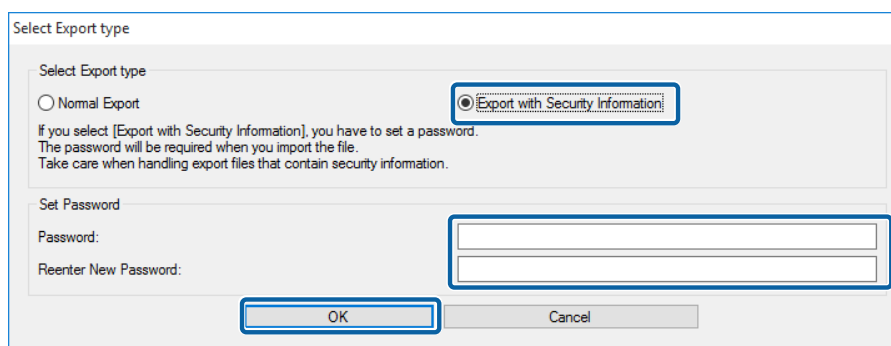 Select Export type
Select Export type
Normal Export
Export with Security Information
If you select [Export with Security Information], you have to set a password.
The password will be required when you import the file.
Take care when handling export files that contain security information.
Set Password
Password:
Reenter New Password:
OK
Cancel